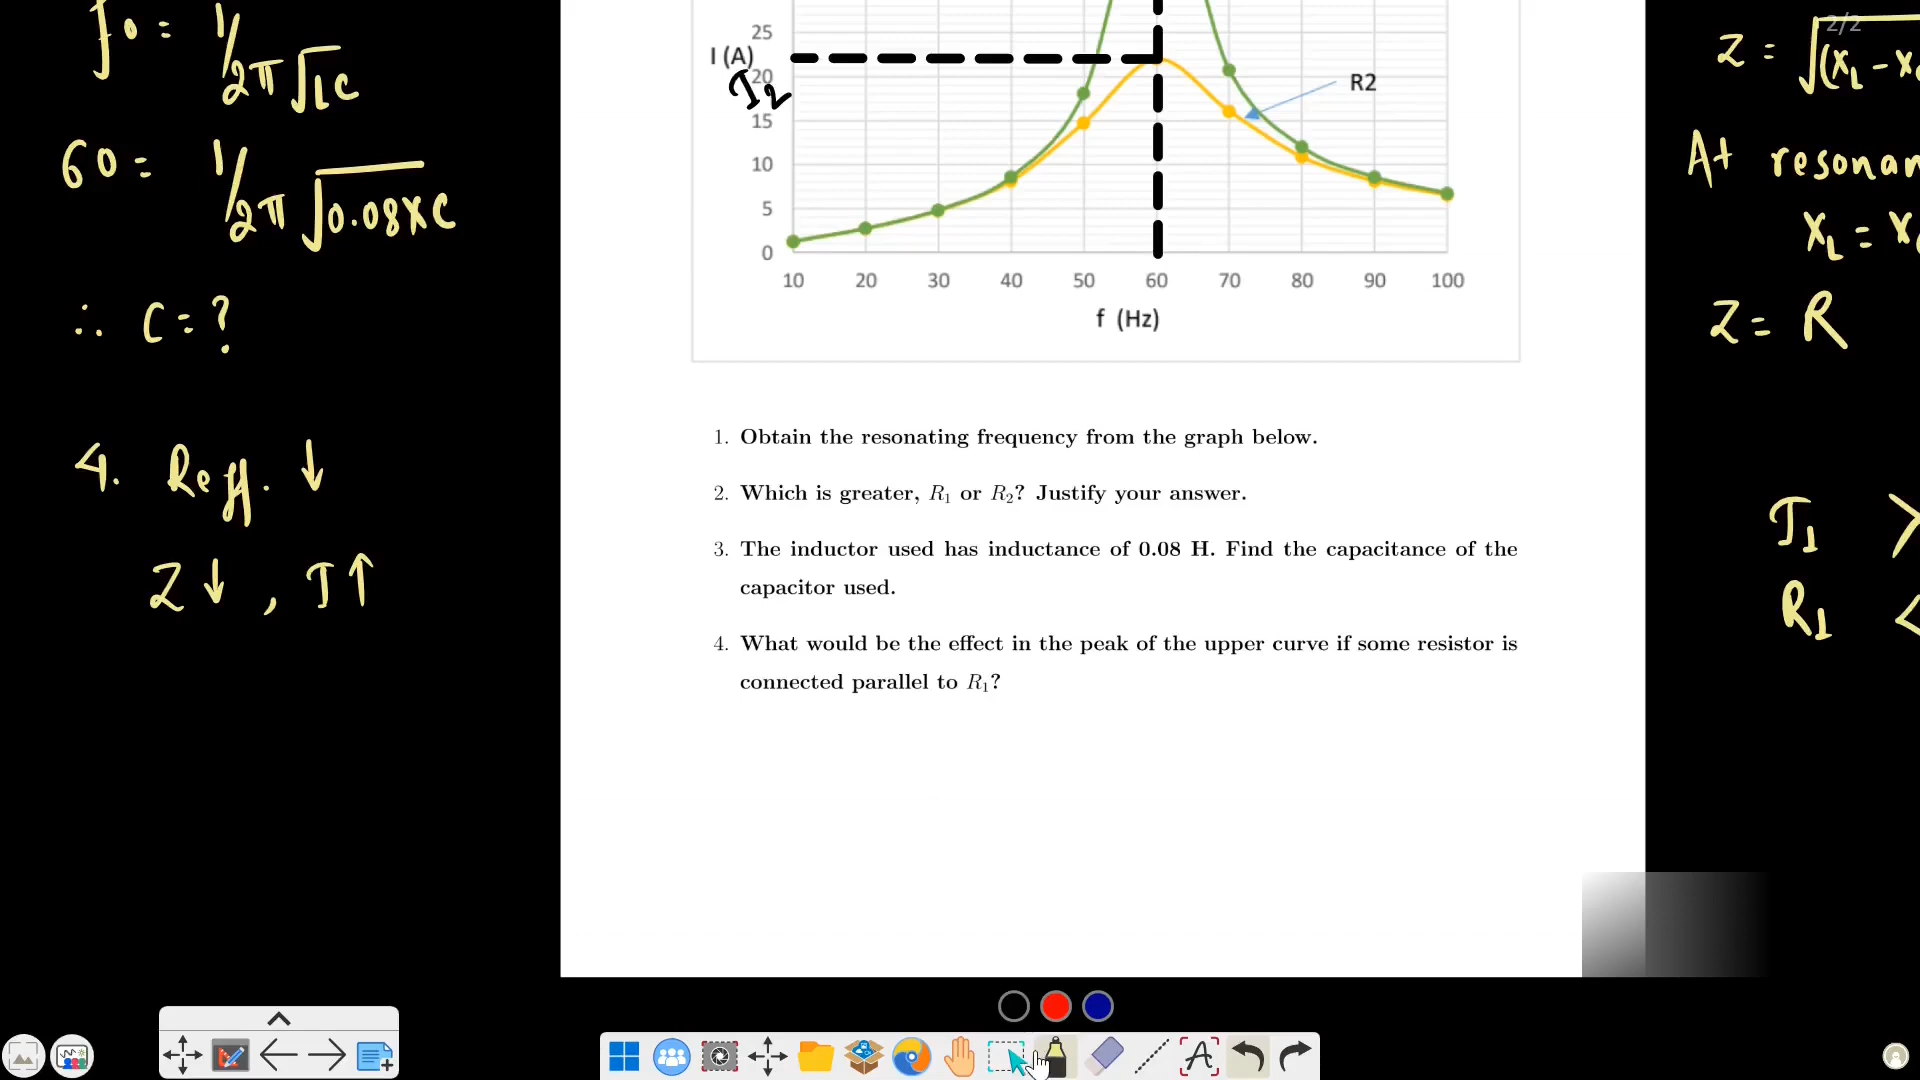 f0 = 1/2π√LC
60 = 1/2π√0.08×C
∴ C = ?
4. Reff. ↓
Z ↓ , I ↑
25
I (A)
20
I2
15
10
5
0
R2
10 20 30 40 50 60 70 80 90 100
f (Hz)
1. Obtain the resonating frequency from the graph below.
2. Which is greater, R1 or R2? Justify your answer.
3. The inductor used has inductance of 0.08 H. Find the capacitance of the
capacitor used.
4. What would be the effect in the peak of the upper curve if some resistor is
connected parallel to R1?
2/2
Z = √(XL - X
At resonan
XL = X
Z = R
I1 >
R1 <